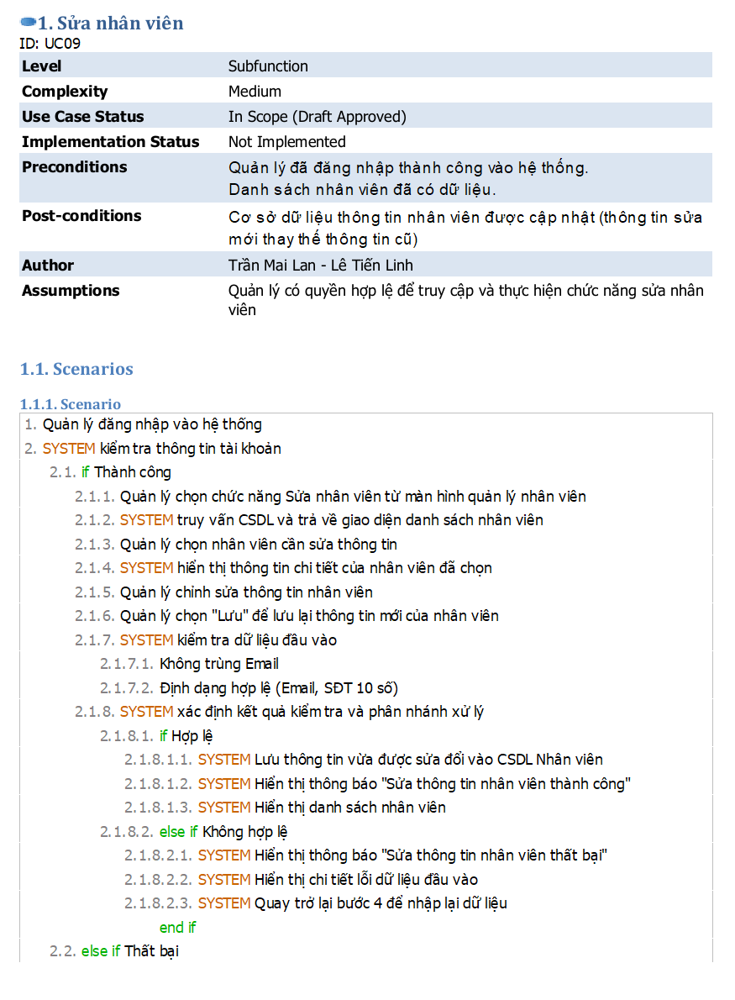 1. Sửa nhân viên
ID: UC09
Level Subfunction
Complexity Medium
Use Case Status In Scope (Draft Approved)
Implementation Status Not Implemented
Preconditions Quản lý đã đăng nhập thành công vào hệ thống.
Danh sách nhân viên đã có dữ liệu.
Post-conditions Cơ sở dữ liệu thông tin nhân viên được cập nhật (thông tin sửa
mới thay thế thông tin cũ)
Author Trần Mai Lan - Lê Tiến Linh
Assumptions Quản lý có quyền hợp lệ để truy cập và thực hiện chức năng sửa nhân
viên
1.1. Scenarios
1.1.1. Scenario
1. Quản lý đăng nhập vào hệ thống
2. SYSTEM kiểm tra thông tin tài khoản
2.1. if Thành công
2.1.1. Quản lý chọn chức năng Sửa nhân viên từ màn hình quản lý nhân viên
2.1.2. SYSTEM truy vấn CSDL và trả về giao diện danh sách nhân viên
2.1.3. Quản lý chọn nhân viên cần sửa thông tin
2.1.4. SYSTEM hiển thị thông tin chi tiết của nhân viên đã chọn
2.1.5. Quản lý chỉnh sửa thông tin nhân viên
2.1.6. Quản lý chọn "Lưu" để lưu lại thông tin mới của nhân viên
2.1.7. SYSTEM kiểm tra dữ liệu đầu vào
2.1.7.1. Không trùng Email
2.1.7.2. Định dạng hợp lệ (Email, SĐT 10 số)
2.1.8. SYSTEM xác định kết quả kiểm tra và phân nhánh xử lý
2.1.8.1. if Hợp lệ
2.1.8.1.1. SYSTEM Lưu thông tin vừa được sửa đổi vào CSDL Nhân viên
2.1.8.1.2. SYSTEM Hiển thị thông báo "Sửa thông tin nhân viên thành công"
2.1.8.1.3. SYSTEM Hiển thị danh sách nhân viên
2.1.8.2. else if Không hợp lệ
2.1.8.2.1. SYSTEM Hiển thị thông báo "Sửa thông tin nhân viên thất bại"
2.1.8.2.2. SYSTEM Hiển thị chi tiết lỗi dữ liệu đầu vào
2.1.8.2.3. SYSTEM Quay trở lại bước 4 để nhập lại dữ liệu
end if
2.2. else if Thất bại